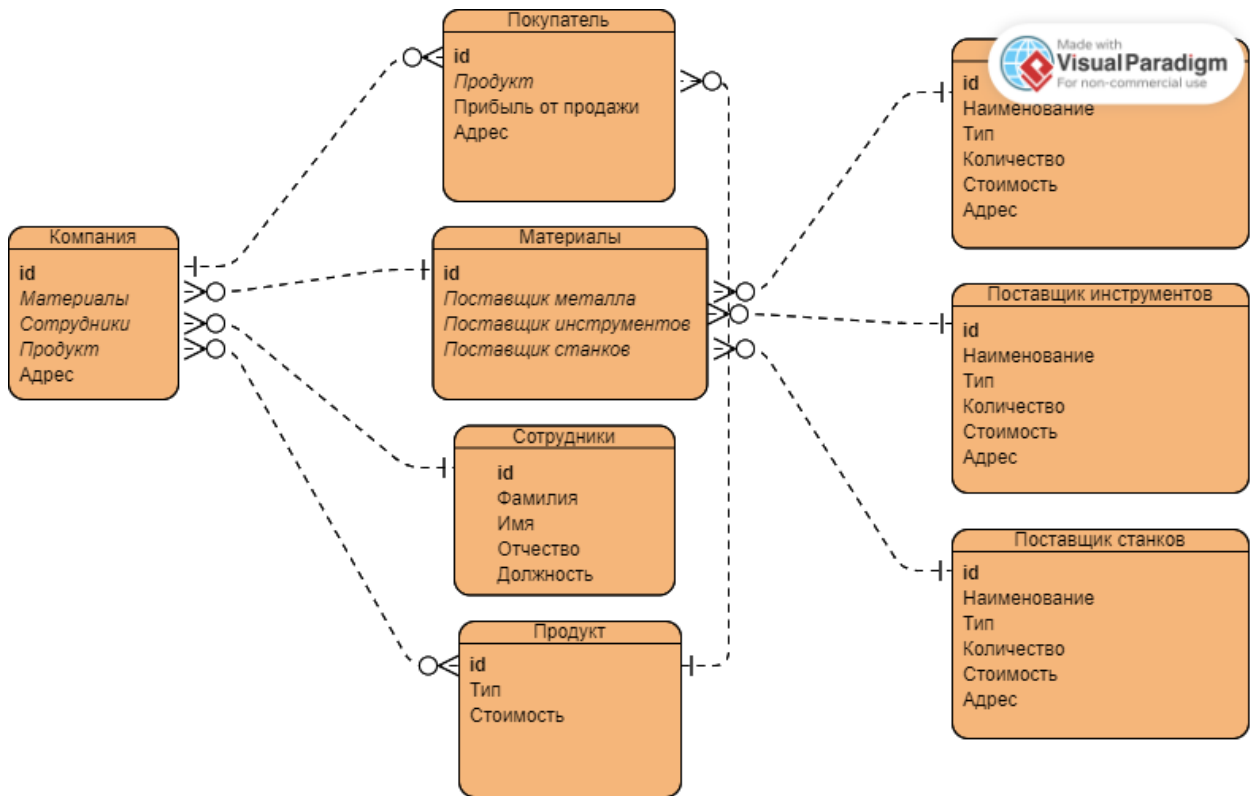 Покупатель
id
Продукт
Прибыль от продажи
Адрес
Made with
Visual Paradigm
For non-commercial use
id
Наименование
Тип
Количество
Стоимость
Адрес
Компания
id
Материалы
Сотрудники
Продукт
Адрес
Материалы
id
Поставщик металла
Поставщик инструментов
Поставщик станков
Поставщик инструментов
id
Наименование
Тип
Количество
Стоимость
Адрес
Сотрудники
id
Фамилия
Имя
Отчество
Должность
Поставщик станков
id
Наименование
Тип
Количество
Стоимость
Адрес
Продукт
id
Тип
Стоимость